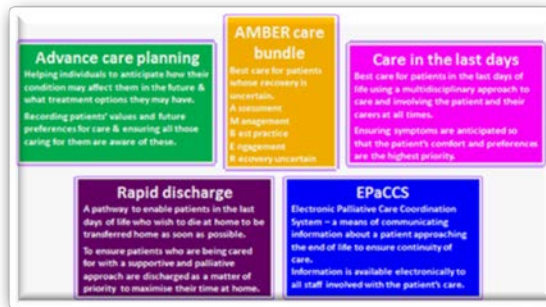 Advance care planning
Helping individuals to anticipate how their
condition may affect them in the future &
what treatment options they may have.
Recording patients' values and future
preferences for care & ensuring all those
caring for them are aware of these.
AMBER care
bundle
Best care for patients
whose recovery is
uncertain.
A ssessment
M anagement
B est practice
E ngagement
R ecovery uncertain
Care in the last days
Best care for patients in the last days of
life using a multidisciplinary approach to
care and involving the patient and their
carers at all times.
Ensuring symptoms are anticipated so
that the patient's comfort and preferences
are the highest priority.
Rapid discharge
A pathway to enable patients in the last
days of life who wish to die at home to be
transferred home as soon as possible.
To ensure patients who are being cared
for with a supportive and palliative
approach are discharged as a matter of
priority to maximise their time at home.
EPaCCS
Electronic Palliative Care Coordination
System – a means of communicating
information about a patient approaching
the end of life to ensure continuity of
care.
Information is available electronically to
all staff involved with the patient's care.